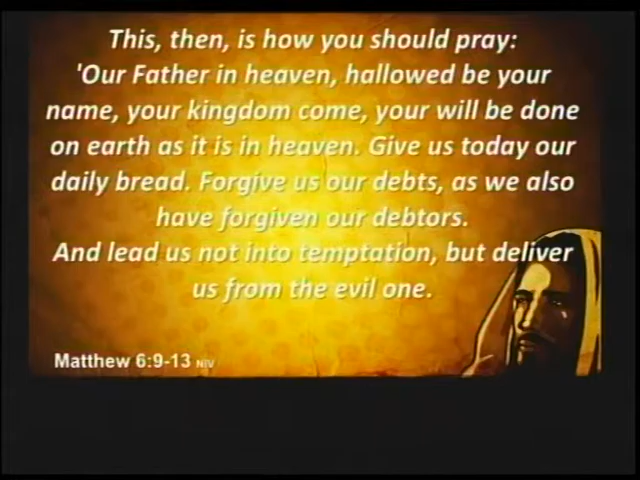 This, then, is how you should pray:
'Our Father in heaven, hallowed be your
name, your kingdom come, your will be done
on earth as it is in heaven. Give us today our
daily bread. Forgive us our debts, as we also
have forgiven our debtors.
And lead us not into temptation, but deliver
us from the evil one.
Matthew 6:9-13 NIV